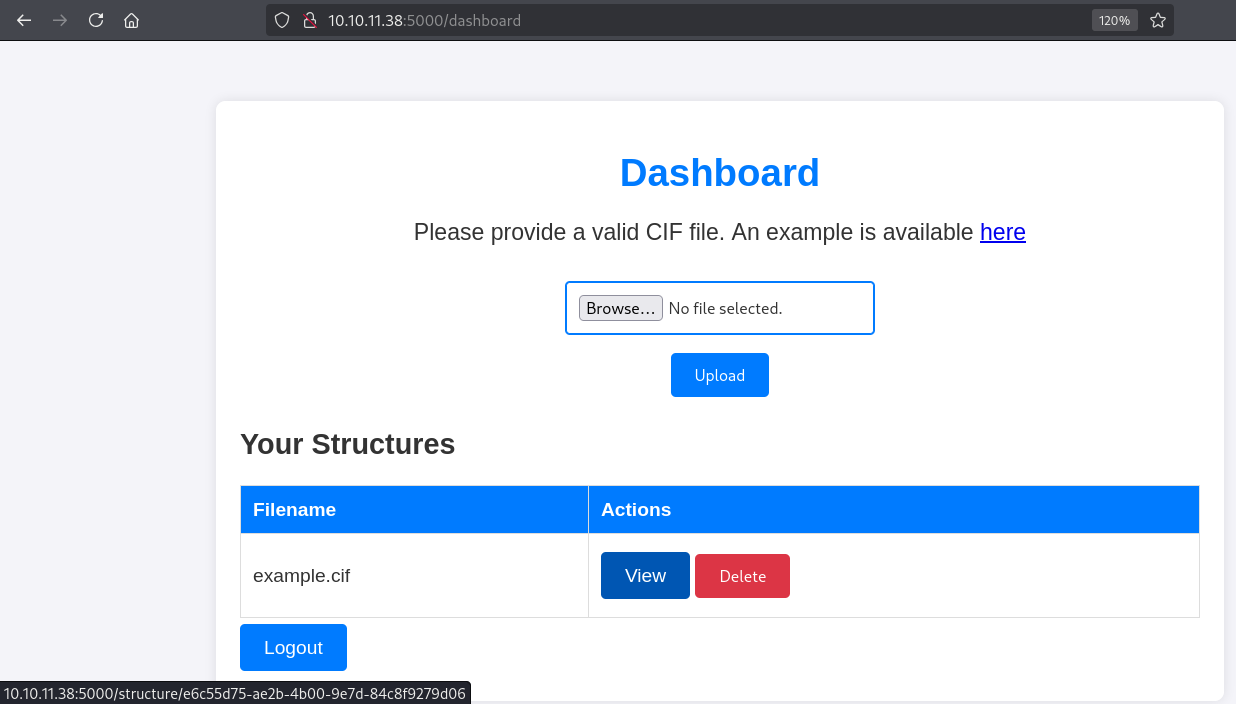 10.10.11.38:5000/dashboard 120%
Dashboard
Please provide a valid CIF file. An example is available here
Browse... No file selected.
Upload
Your Structures
Filename Actions
example.cif View Delete
Logout
10.10.11.38:5000/structure/e6c55d75-ae2b-4b00-9e7d-84c8f9279d06